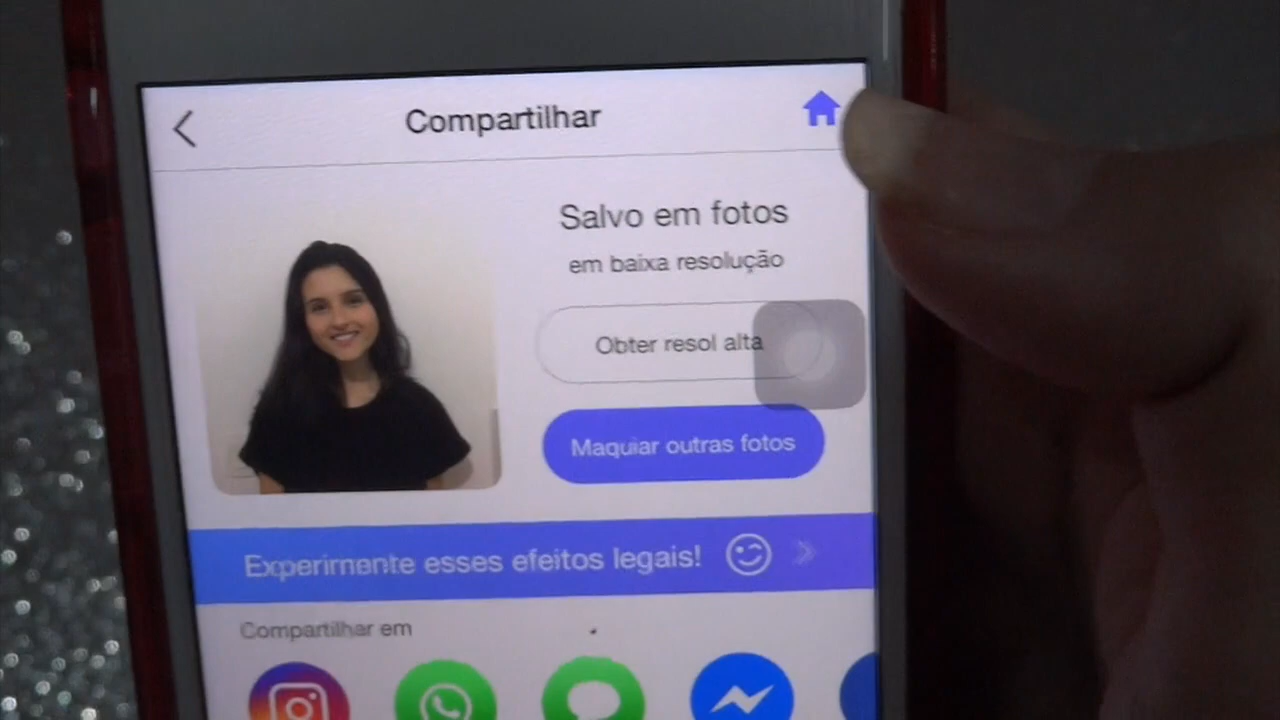 Compartilhar
Salvo em fotos
em baixa resolução
Obter resol alta
Maquiar outras fotos
Experimente esses efeitos legais!
Compartilhar em